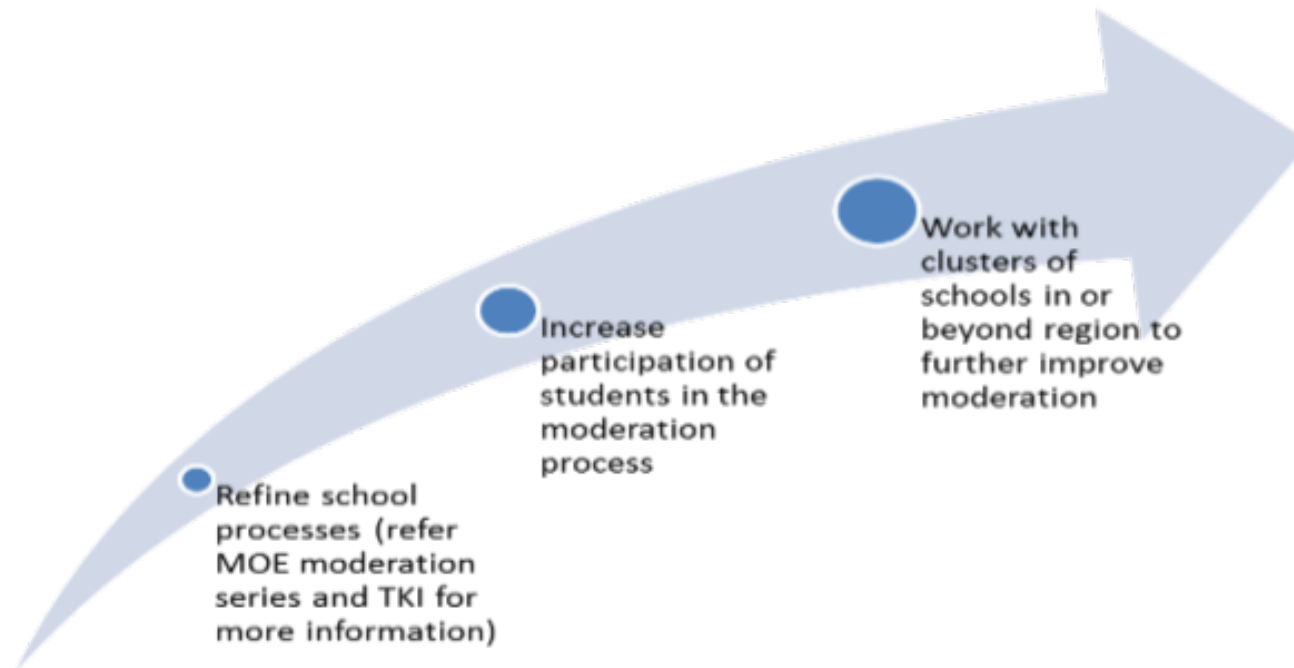 Refine school
processes (refer
MOE moderation
series and TKI for
more information)
Increase
participation of
students in the
moderation
process
Work with
clusters of
schools in or
beyond region to
further improve
moderation